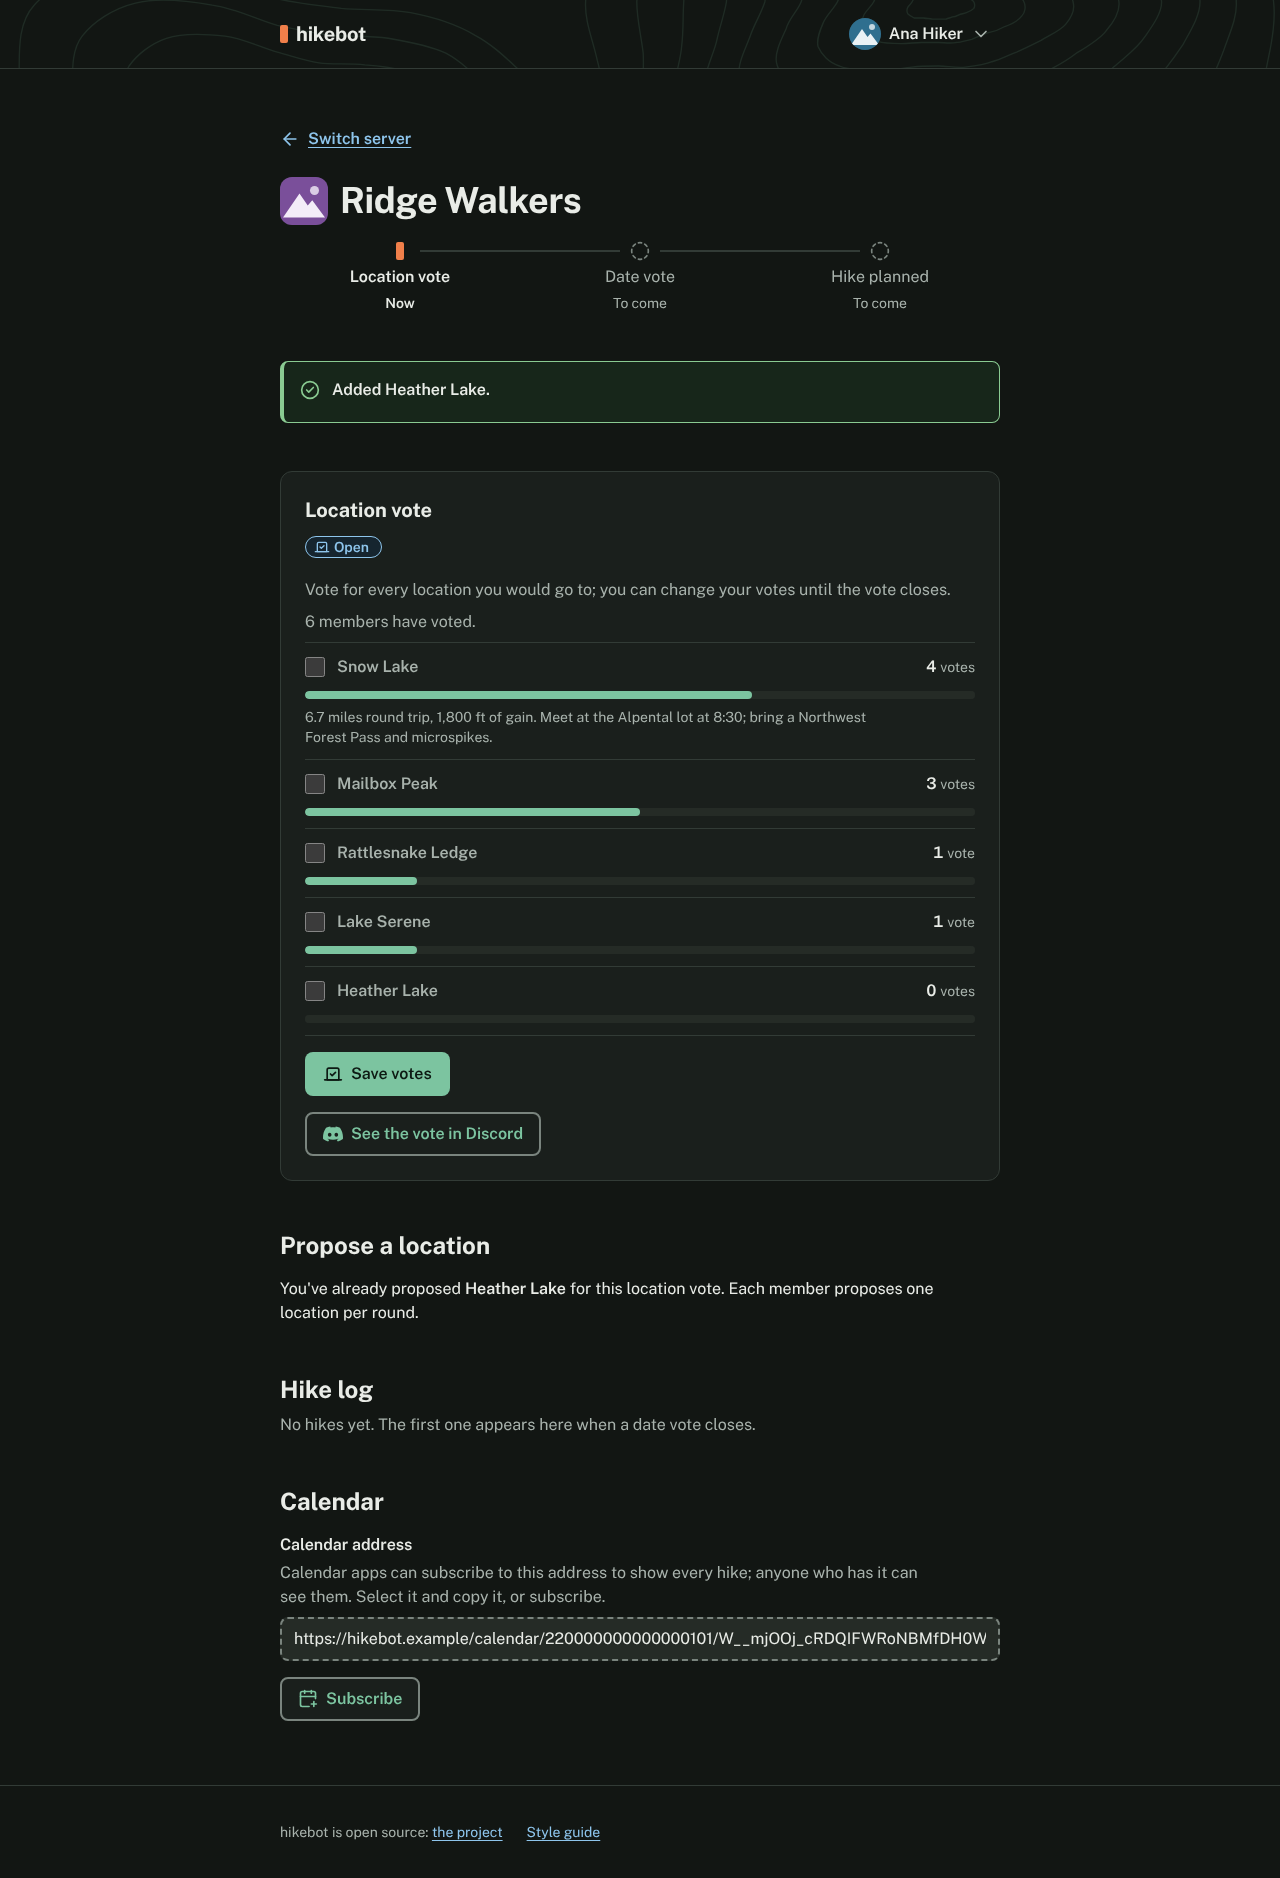 hikebot
Ana Hiker
Switch server
Ridge Walkers
Location vote
Now
Date vote
To come
Hike planned
To come
Added Heather Lake.
Location vote
Open
Vote for every location you would go to; you can change your votes until the vote closes.
6 members have voted.
Snow Lake
4 votes
6.7 miles round trip, 1,800 ft of gain. Meet at the Alpental lot at 8:30; bring a Northwest
Forest Pass and microspikes.
Mailbox Peak
3 votes
Rattlesnake Ledge
1 vote
Lake Serene
1 vote
Heather Lake
0 votes
Save votes
See the vote in Discord
Propose a location
You've already proposed Heather Lake for this location vote. Each member proposes one
location per round.
Hike log
No hikes yet. The first one appears here when a date vote closes.
Calendar
Calendar address
Calendar apps can subscribe to this address to show every hike; anyone who has it can
see them. Select it and copy it, or subscribe.
https://hikebot.example/calendar/220000000000000101/W__mjOOj_cRDQIFWRoNBMfDH0W
Subscribe
hikebot is open source: the project
Style guide